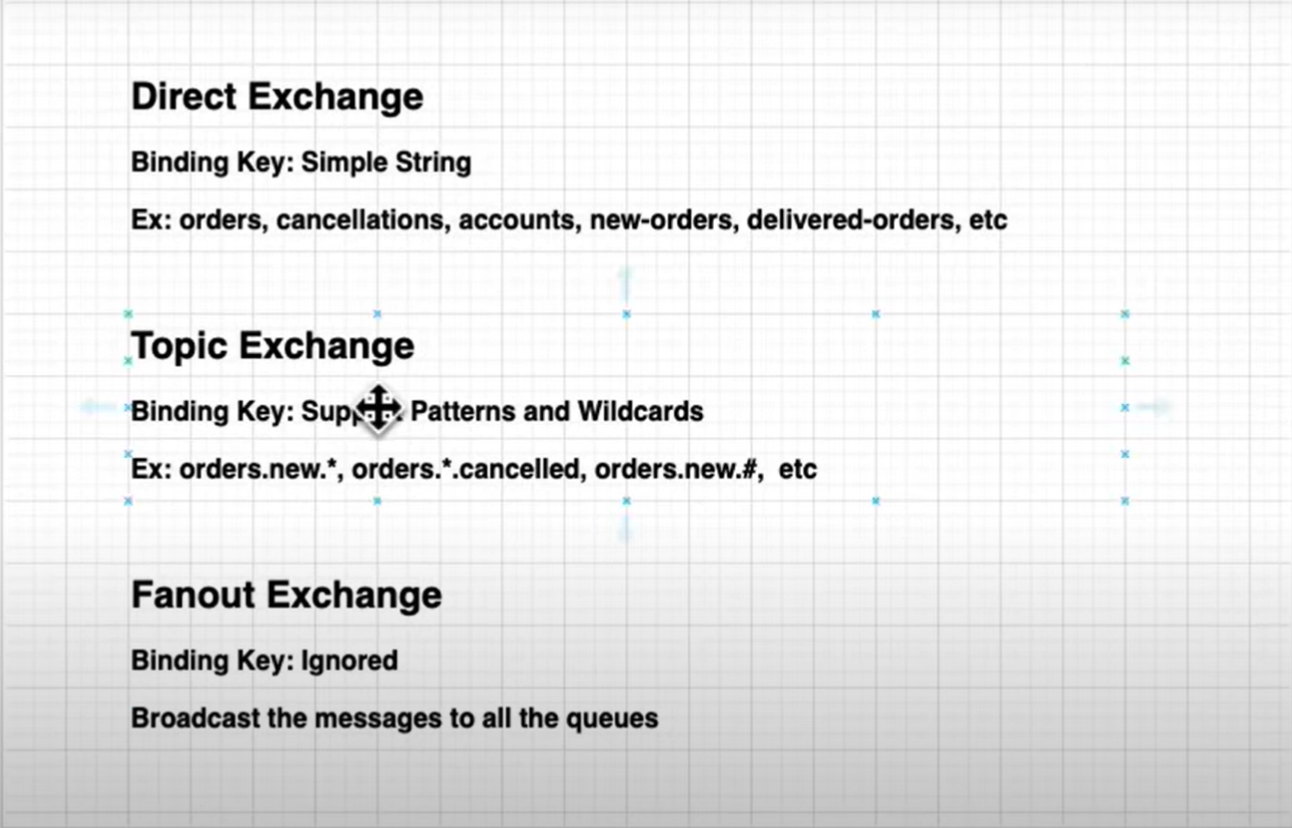 Direct Exchange
Binding Key: Simple String
Ex: orders, cancellations, accounts, new-orders, delivered-orders, etc
Topic Exchange
Binding Key: Patterns and Wildcards
Ex: orders.new.*, orders.*.cancelled, orders.new.#, etc
Fanout Exchange
Binding Key: Ignored
Broadcast the messages to all the queues